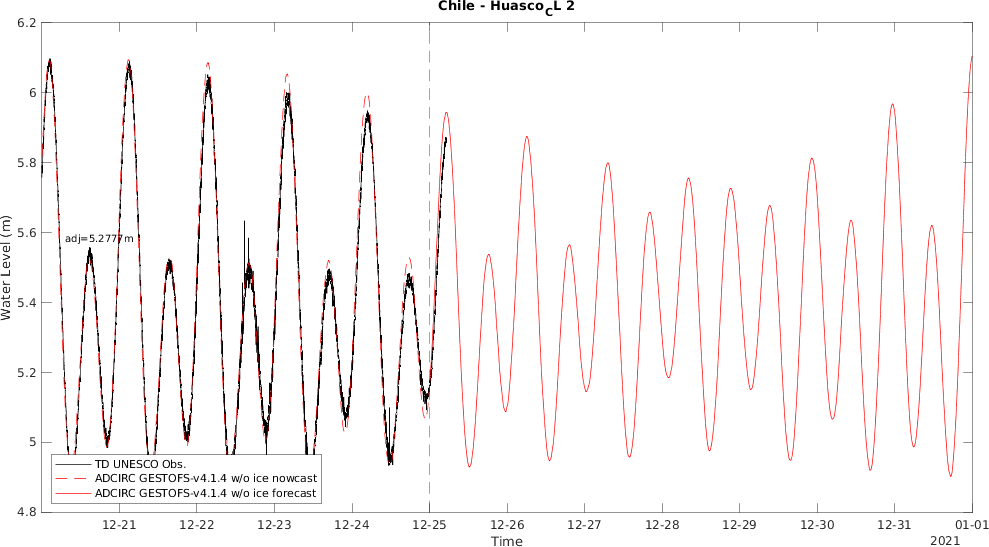 Chile - HuascoCL 2
6.2
6
5.8
5.6
5.4
5.2
5
4.8
Water Level (m)
adj=5.2777m
TD UNESCO Obs.
ADCIRC GESTOFS-v4.1.4 w/o ice nowcast
ADCIRC GESTOFS-v4.1.4 w/o ice forecast
12-21 12-22 12-23 12-24 12-25 12-26 12-27 12-28 12-29 12-30 12-31 01-01
Time
2021